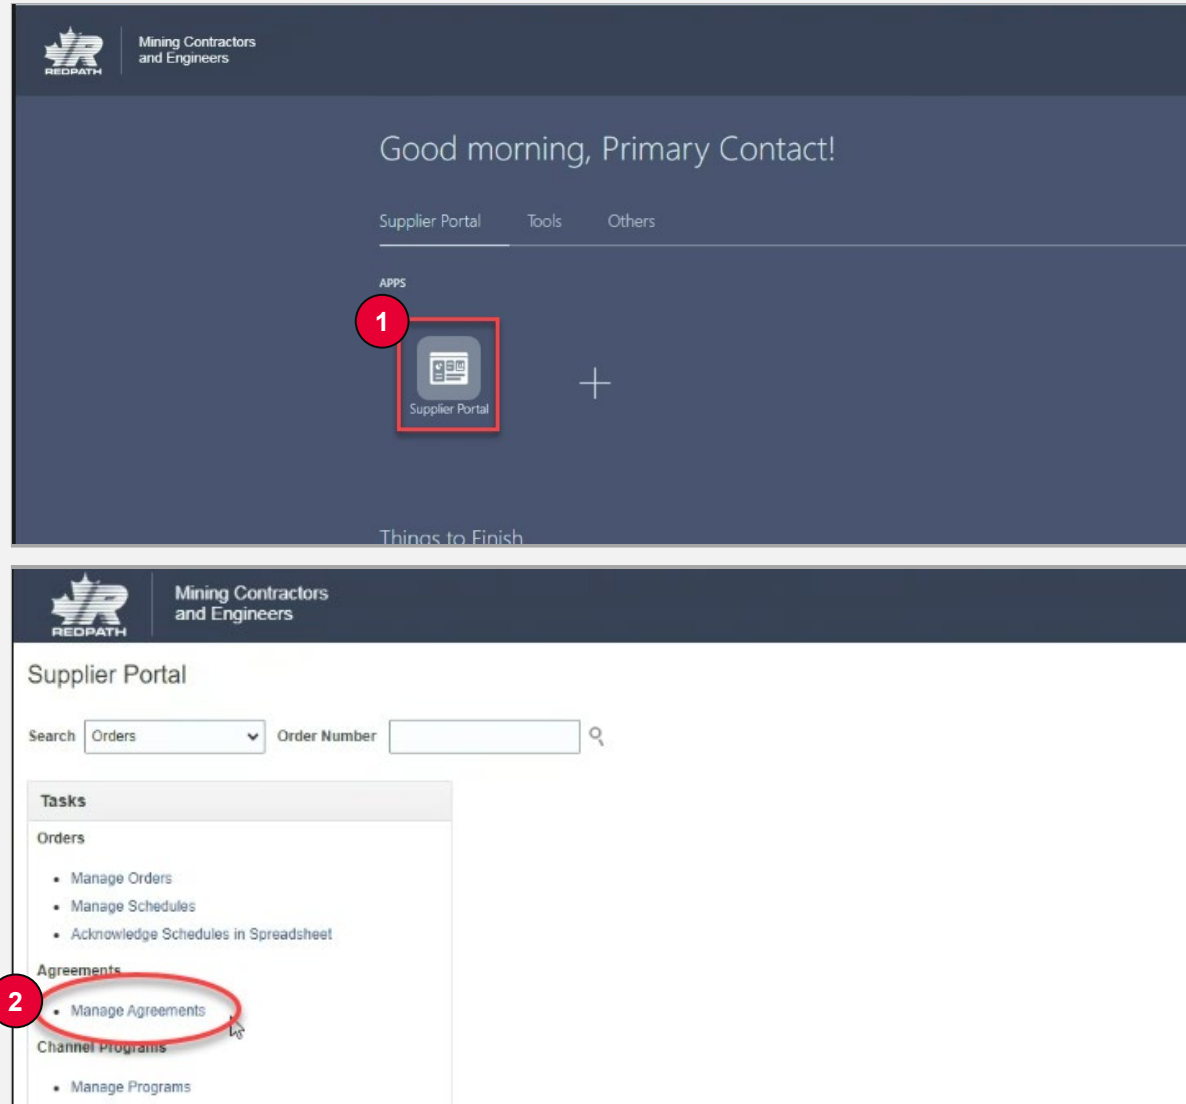 REDPATH
Mining Contractors
and Engineers
Good morning, Primary Contact!
Supplier Portal Tools Others
APPS
1
Supplier Portal
Things to Finish
REDPATH
Mining Contractors
and Engineers
Supplier Portal
Search Orders Order Number
Tasks
Orders
Manage Orders
Manage Schedules
Acknowledge Schedules in Spreadsheet
Agreements
2
Manage Agreements
Channel Programs
Manage Programs